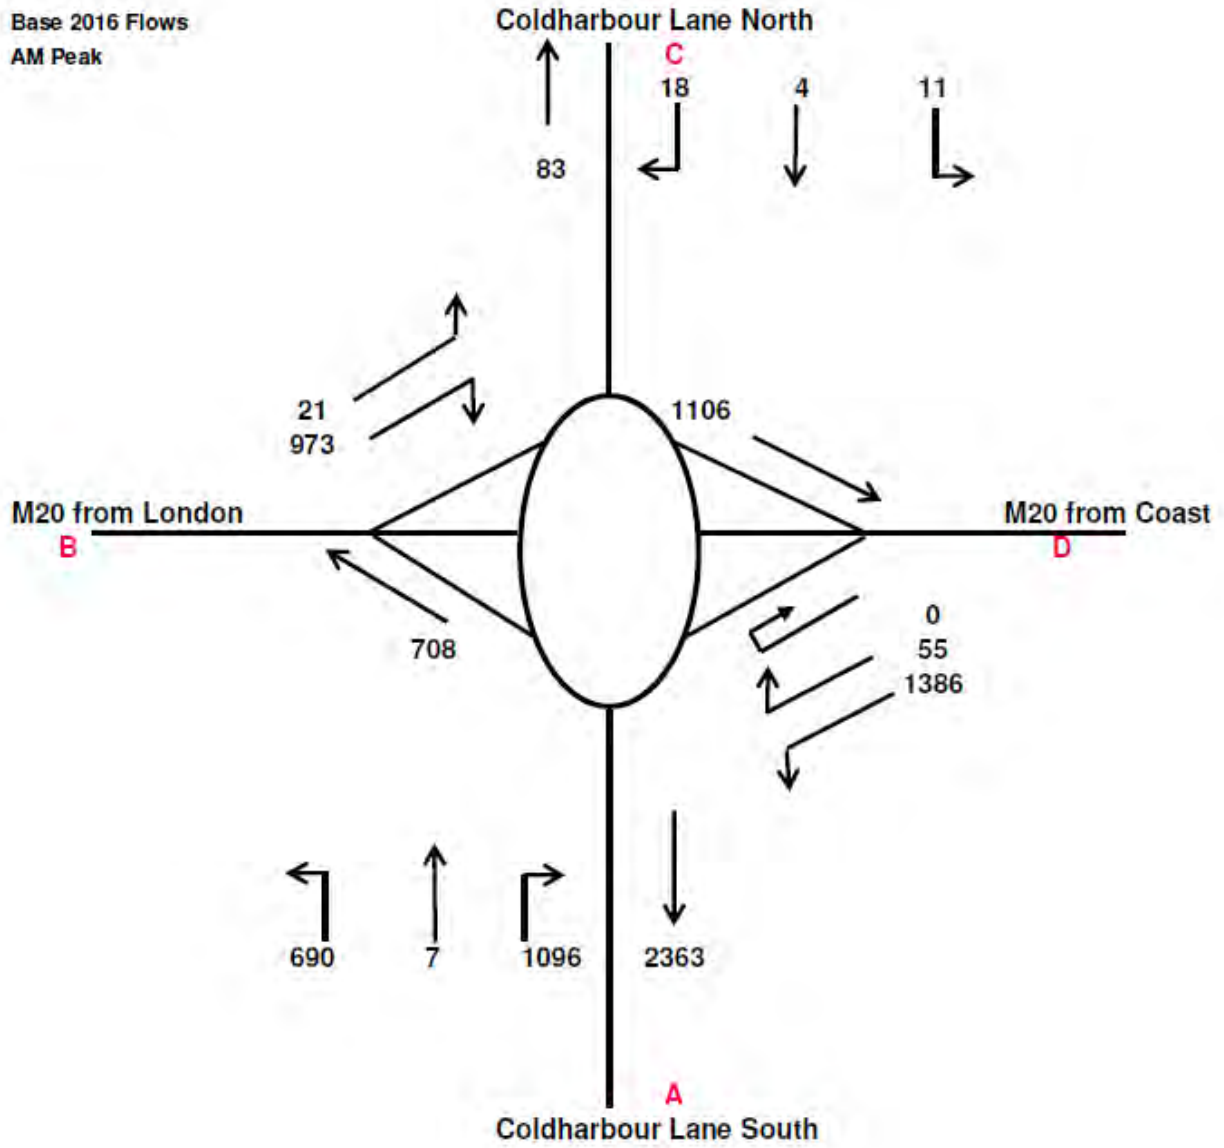 Base 2016 Flows
AM Peak
Coldharbour Lane North
C
18 4 11
83
21
973
1106
M20 from London
B
M20 from Coast
D
708
0
55
1386
690 7 1096 2363
A
Coldharbour Lane South